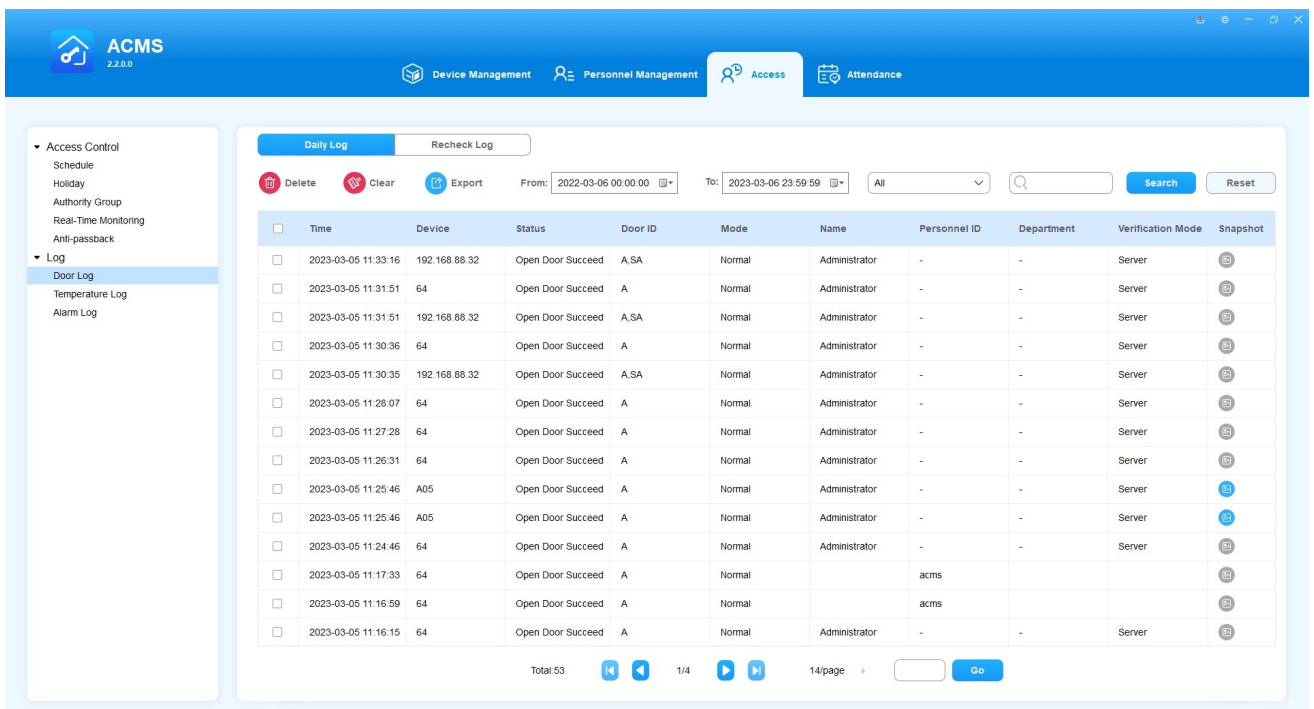 ACMS
2.2.0.0
Device Management Personnel Management Access Attendance
Access Control
Schedule
Holiday
Authority Group
Real-Time Monitoring
Anti-passback
Log
Door Log
Temperature Log
Alarm Log
Daily Log Recheck Log
Delete Clear Export From: 2022-03-06 00:00:00 To: 2023-03-06 23:59:59 All Search Reset
Time Device Status Door ID Mode Name Personnel ID Department Verification Mode Snapshot
2023-03-05 11:33:16 192.168.88.32 Open Door Succeed A,SA Normal Administrator - - Server
2023-03-05 11:31:51 64 Open Door Succeed A Normal Administrator - - Server
2023-03-05 11:31:51 192.168.88.32 Open Door Succeed A,SA Normal Administrator - - Server
2023-03-05 11:30:36 64 Open Door Succeed A Normal Administrator - - Server
2023-03-05 11:30:35 192.168.88.32 Open Door Succeed A,SA Normal Administrator - - Server
2023-03-05 11:28:07 64 Open Door Succeed A Normal Administrator - - Server
2023-03-05 11:27:28 64 Open Door Succeed A Normal Administrator - - Server
2023-03-05 11:26:31 64 Open Door Succeed A Normal Administrator - - Server
2023-03-05 11:25:46 A05 Open Door Succeed A Normal Administrator - - Server
2023-03-05 11:25:46 A05 Open Door Succeed A Normal Administrator - - Server
2023-03-05 11:24:46 64 Open Door Succeed A Normal Administrator - - Server
2023-03-05 11:17:33 64 Open Door Succeed A Normal acms
2023-03-05 11:16:59 64 Open Door Succeed A Normal acms
2023-03-05 11:16:15 64 Open Door Succeed A Normal Administrator - - Server
Total:53 1/4 14/page Go